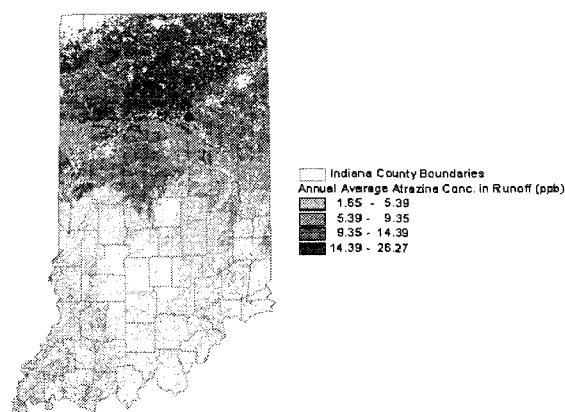 Indiana County Boundaries
Annual Average Atrazine Conc. in Runoff (ppb)
1.65 - 5.39
5.39 - 9.35
9.35 - 14.39
14.39 - 26.27